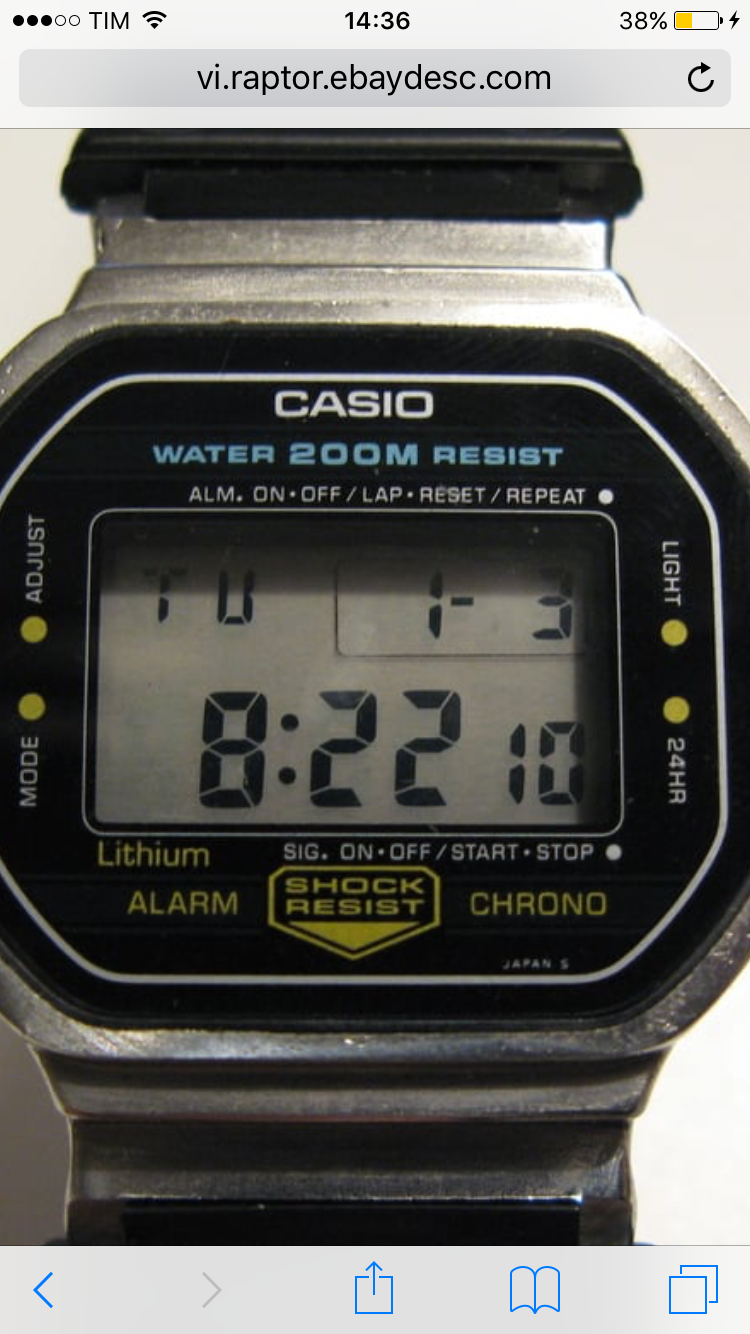 TIM 14:36 38%
vi.raptor.ebaydesc.com
CASIO
WATER 200M RESIST
ALM. ON•OFF/LAP•RESET/REPEAT
ADJUST
LIGHT
TU 1-3
8:22 10
MODE
24HR
Lithium
SIG. ON•OFF/START•STOP
ALARM
SHOCK
RESIST
CHRONO
JAPAN S